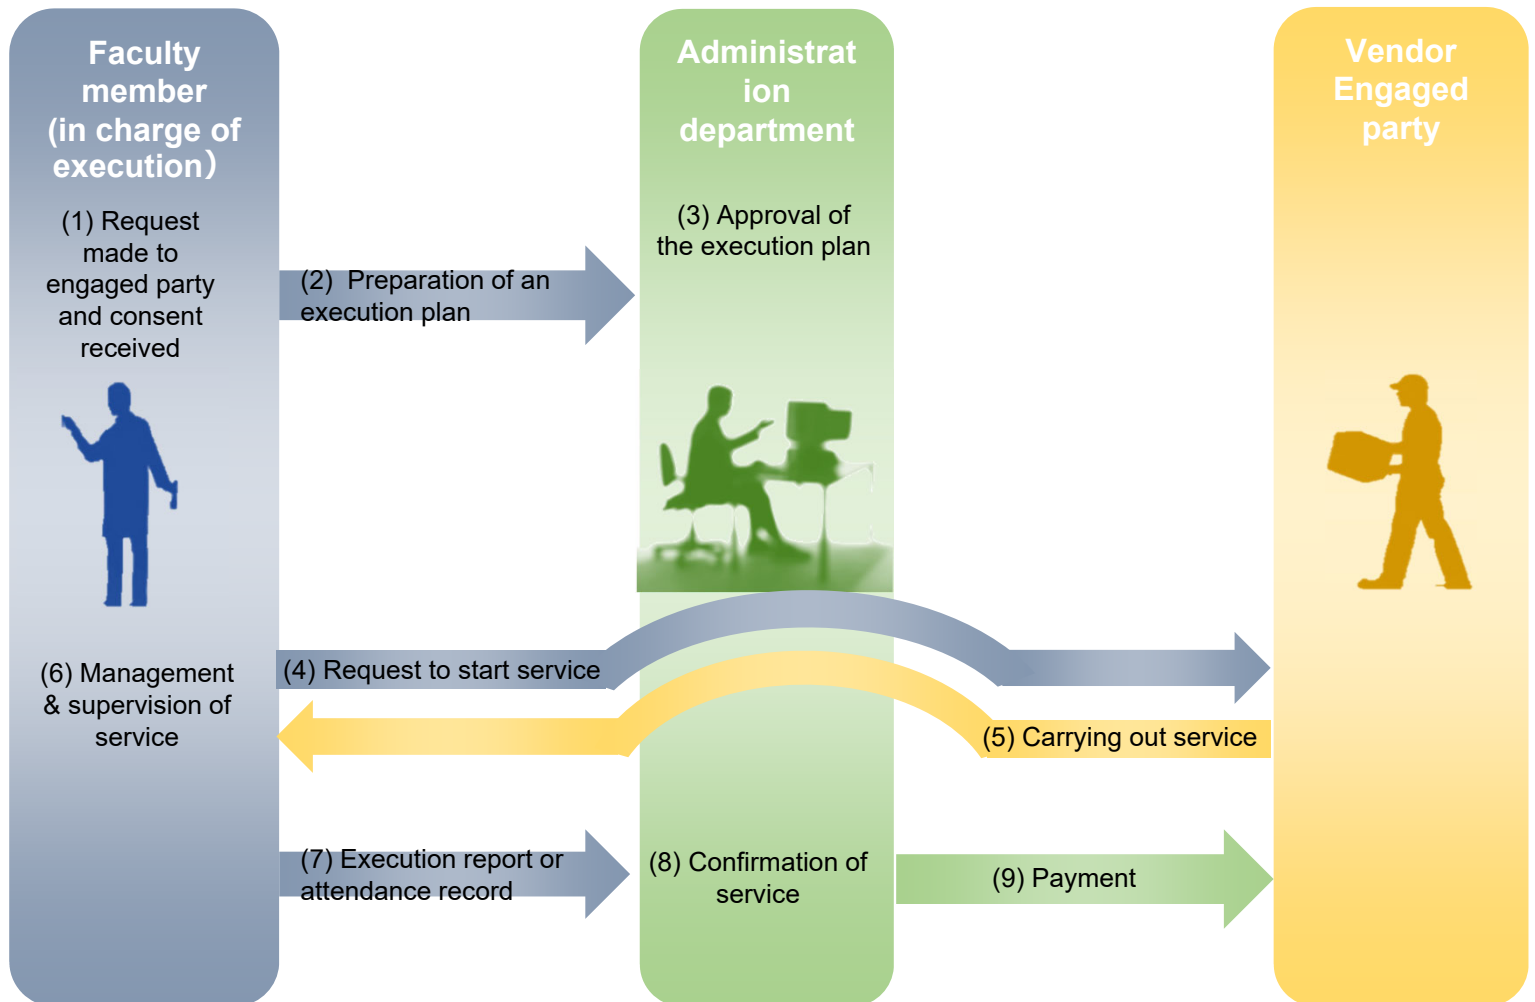 Faculty
member
(in charge of
execution）
(1) Request
made to
engaged party
and consent
received
(2)  Preparation of an
execution plan
Administrat
ion
department
(3) Approval of
the execution plan
Vendor
Engaged
party
(4) Request to start service
(5) Carrying out service
(6) Management
& supervision of
service
(7) Execution report or
attendance record
(8) Confirmation of
service
(9) Payment